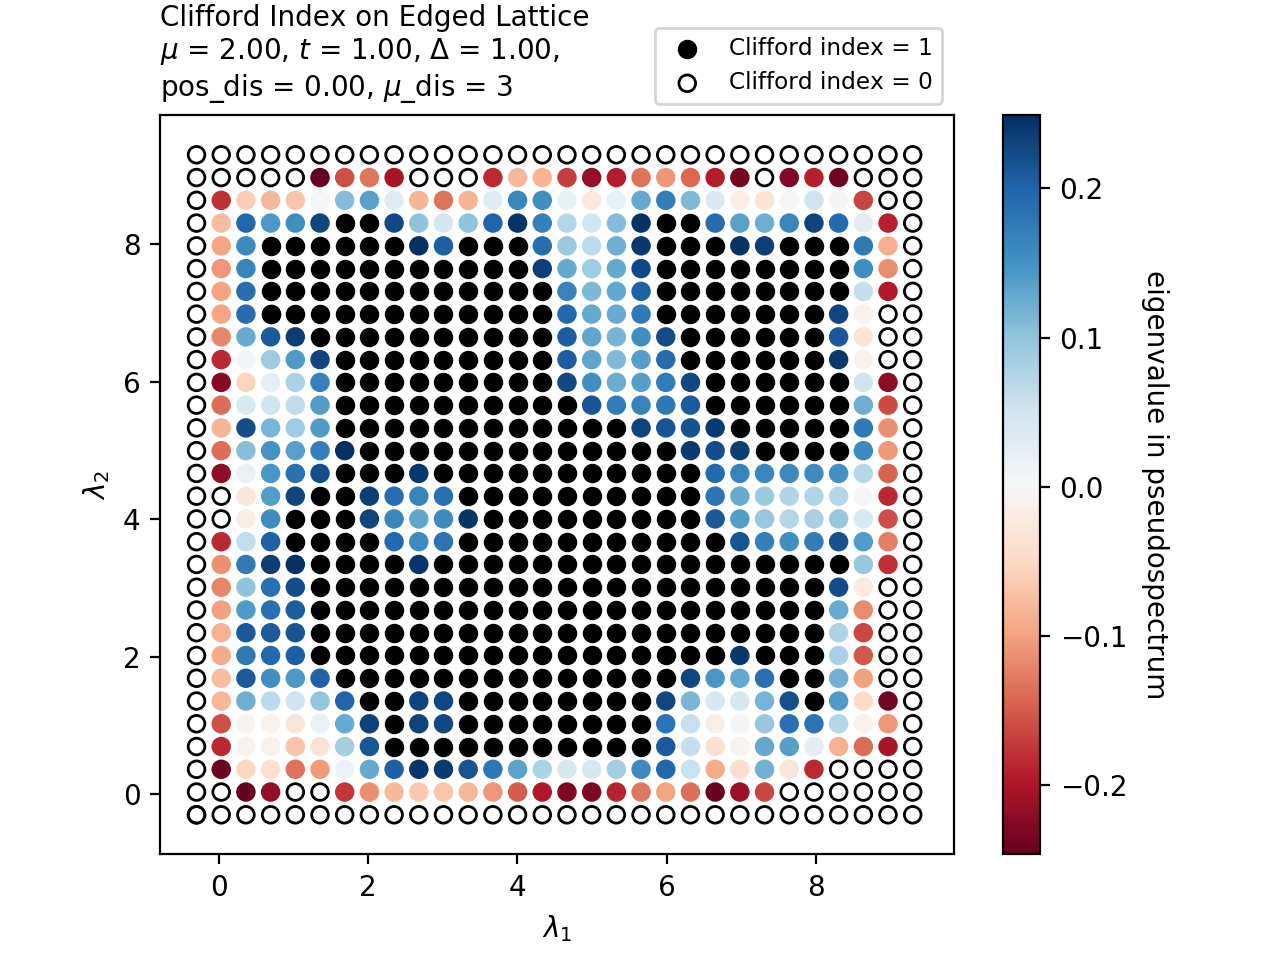 Clifford Index on Edged Lattice
μ = 2.00, t = 1.00, Δ = 1.00,
pos_dis = 0.00, μ_dis = 3
Clifford index = 1
Clifford index = 0
8
6
4
2
0
λ₂
0 2 4 6 8
λ₁
0.2
0.1
0.0
−0.1
−0.2
eigenvalue in pseudospectrum